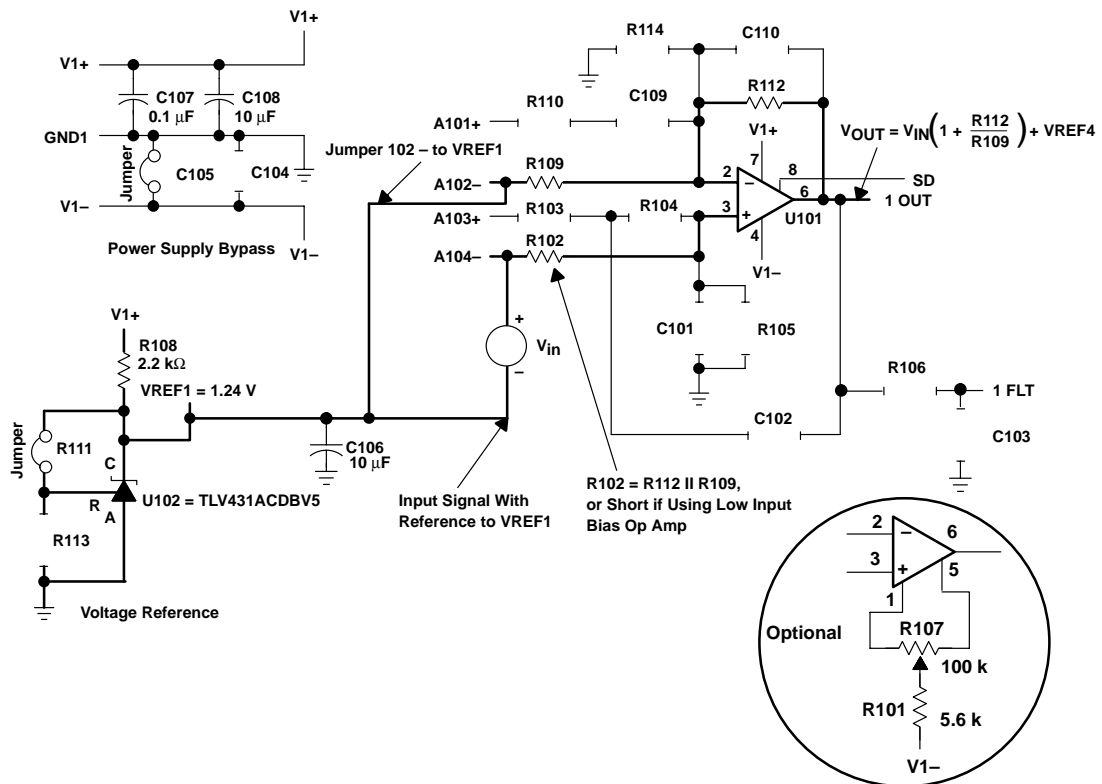 V1+
V1+
C107
0.1 µF
C108
10 µF
GND1
Jumper
C105
C104
V1–
V1–
Power Supply Bypass
R114
C110
R112
R110
C109
A101+
Jumper 102 – to VREF1
R109
A102–
A103+
R103
R104
R102
A104–
V1+
7
2
–
8
6
3
+
U101
4
V1–
SD
1 OUT
VOUT = VIN(1 + R112/R109) + VREF4
+
Vin
–
C101
R105
R106
1 FLT
C102
C103
V1+
R108
2.2 kΩ
VREF1 = 1.24 V
Jumper
R111
C
R
A
U102 = TLV431ACDBV5
R113
C106
10 µF
Voltage Reference
Input Signal With
Reference to VREF1
R102 = R112 II R109,
or Short if Using Low Input
Bias Op Amp
2
–
6
3
+
5
1
Optional
R107
100 k
R101
5.6 k
V1–